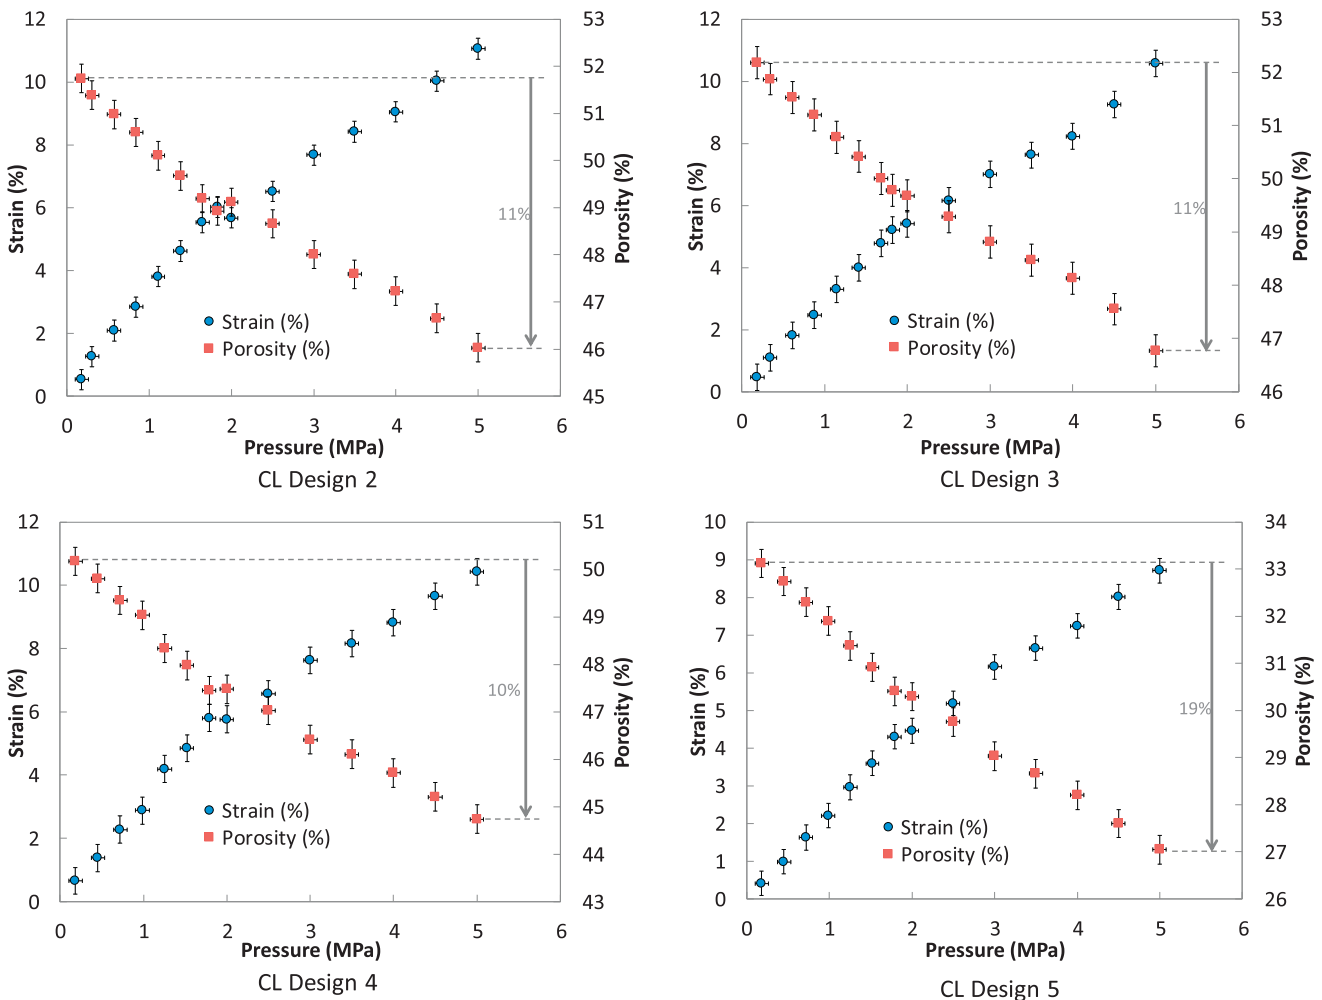 12
10
8
6
4
2
0
Strain (%)
53
52
51
50
49
48
47
46
45
Porosity (%)
11%
Strain (%)
Porosity (%)
0 1 2 3 4 5 6
Pressure (MPa)
CL Design 2
12
10
8
6
4
2
0
Strain (%)
53
52
51
50
49
48
47
46
Porosity (%)
11%
Strain (%)
Porosity (%)
0 1 2 3 4 5 6
Pressure (MPa)
CL Design 3
12
10
8
6
4
2
0
Strain (%)
51
50
49
48
47
46
45
44
43
Porosity (%)
10%
Strain (%)
Porosity (%)
0 1 2 3 4 5 6
Pressure (MPa)
CL Design 4
10
9
8
7
6
5
4
3
2
1
0
Strain (%)
34
33
32
31
30
29
28
27
26
Porosity (%)
19%
Strain (%)
Porosity (%)
0 1 2 3 4 5 6
Pressure (MPa)
CL Design 5